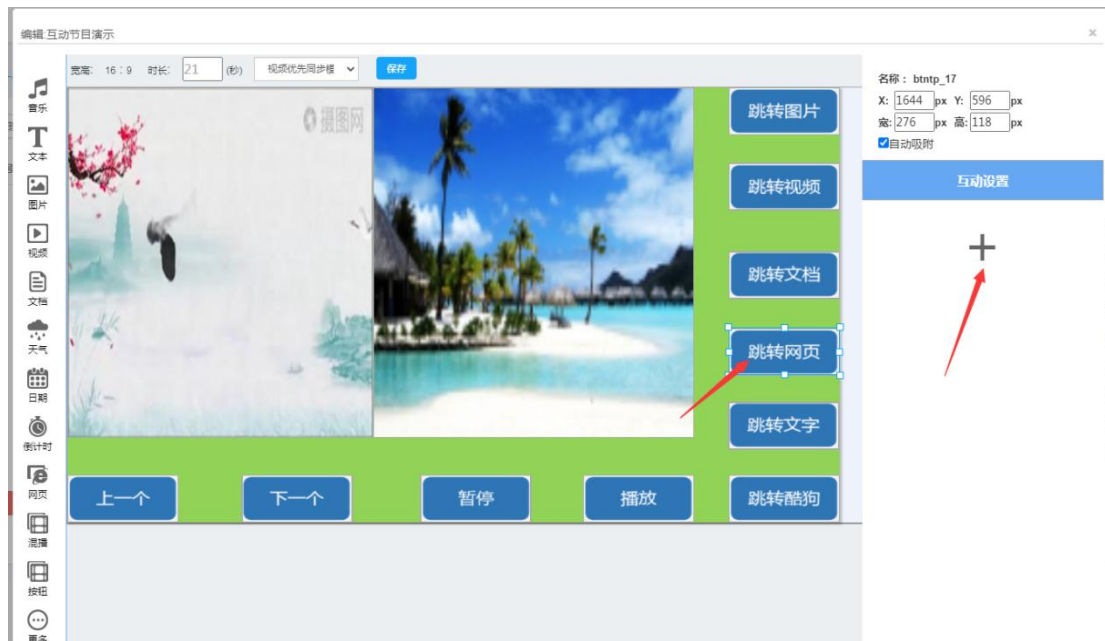 编辑:互动节目演示
×
宽高: 16:9 时长: 21 (秒) 视频优先同步模 保存
音乐
文本
图片
视频
文档
天气
日期
倒计时
网页
混播
按钮
更多
摄图网
跳转图片
跳转视频
跳转文档
跳转网页
跳转文字
上一个 下一个 暂停 播放 跳转酷狗
名称: btntp_17
X: 1644 px Y: 596 px
宽: 276 px 高: 118 px
自动吸附
互动设置